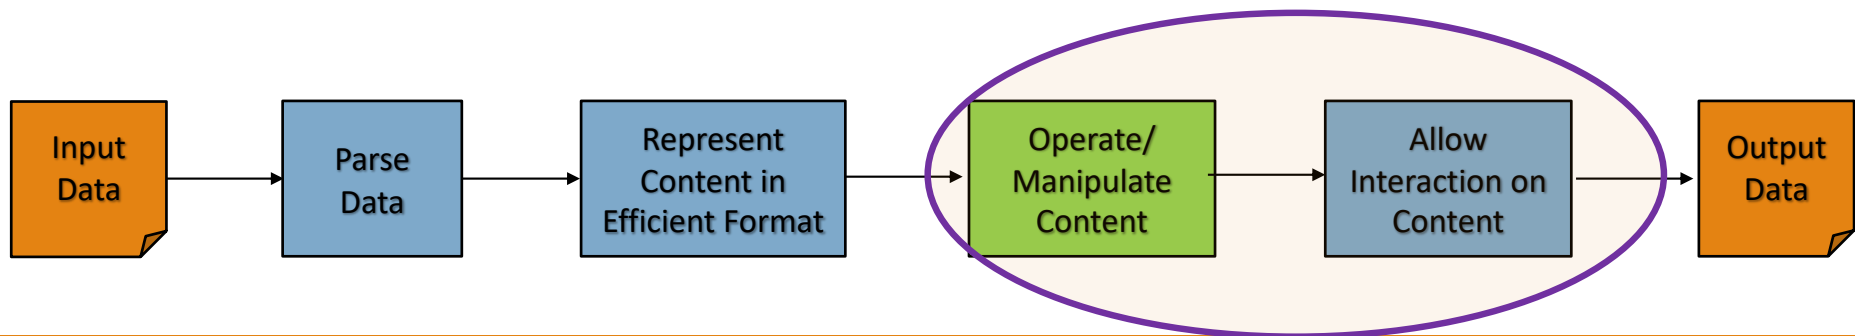 Input
Data
Parse
Data
Represent
Content in
Efficient Format
Operate/
Manipulate
Content
Allow
Interaction on
Content
Output
Data